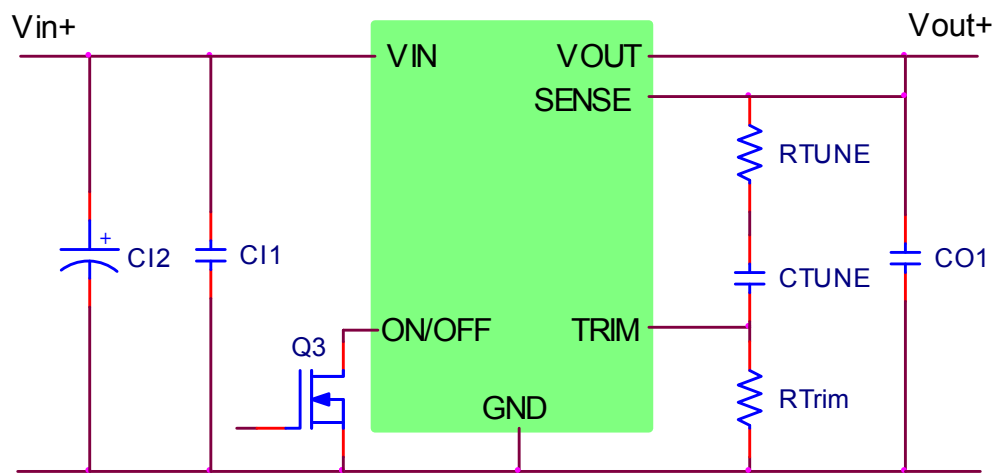 Vin+
Vout+
VIN
VOUT
SENSE
RTUNE
+
CI2
CI1
CTUNE
CO1
ON/OFF
TRIM
Q3
RTrim
GND